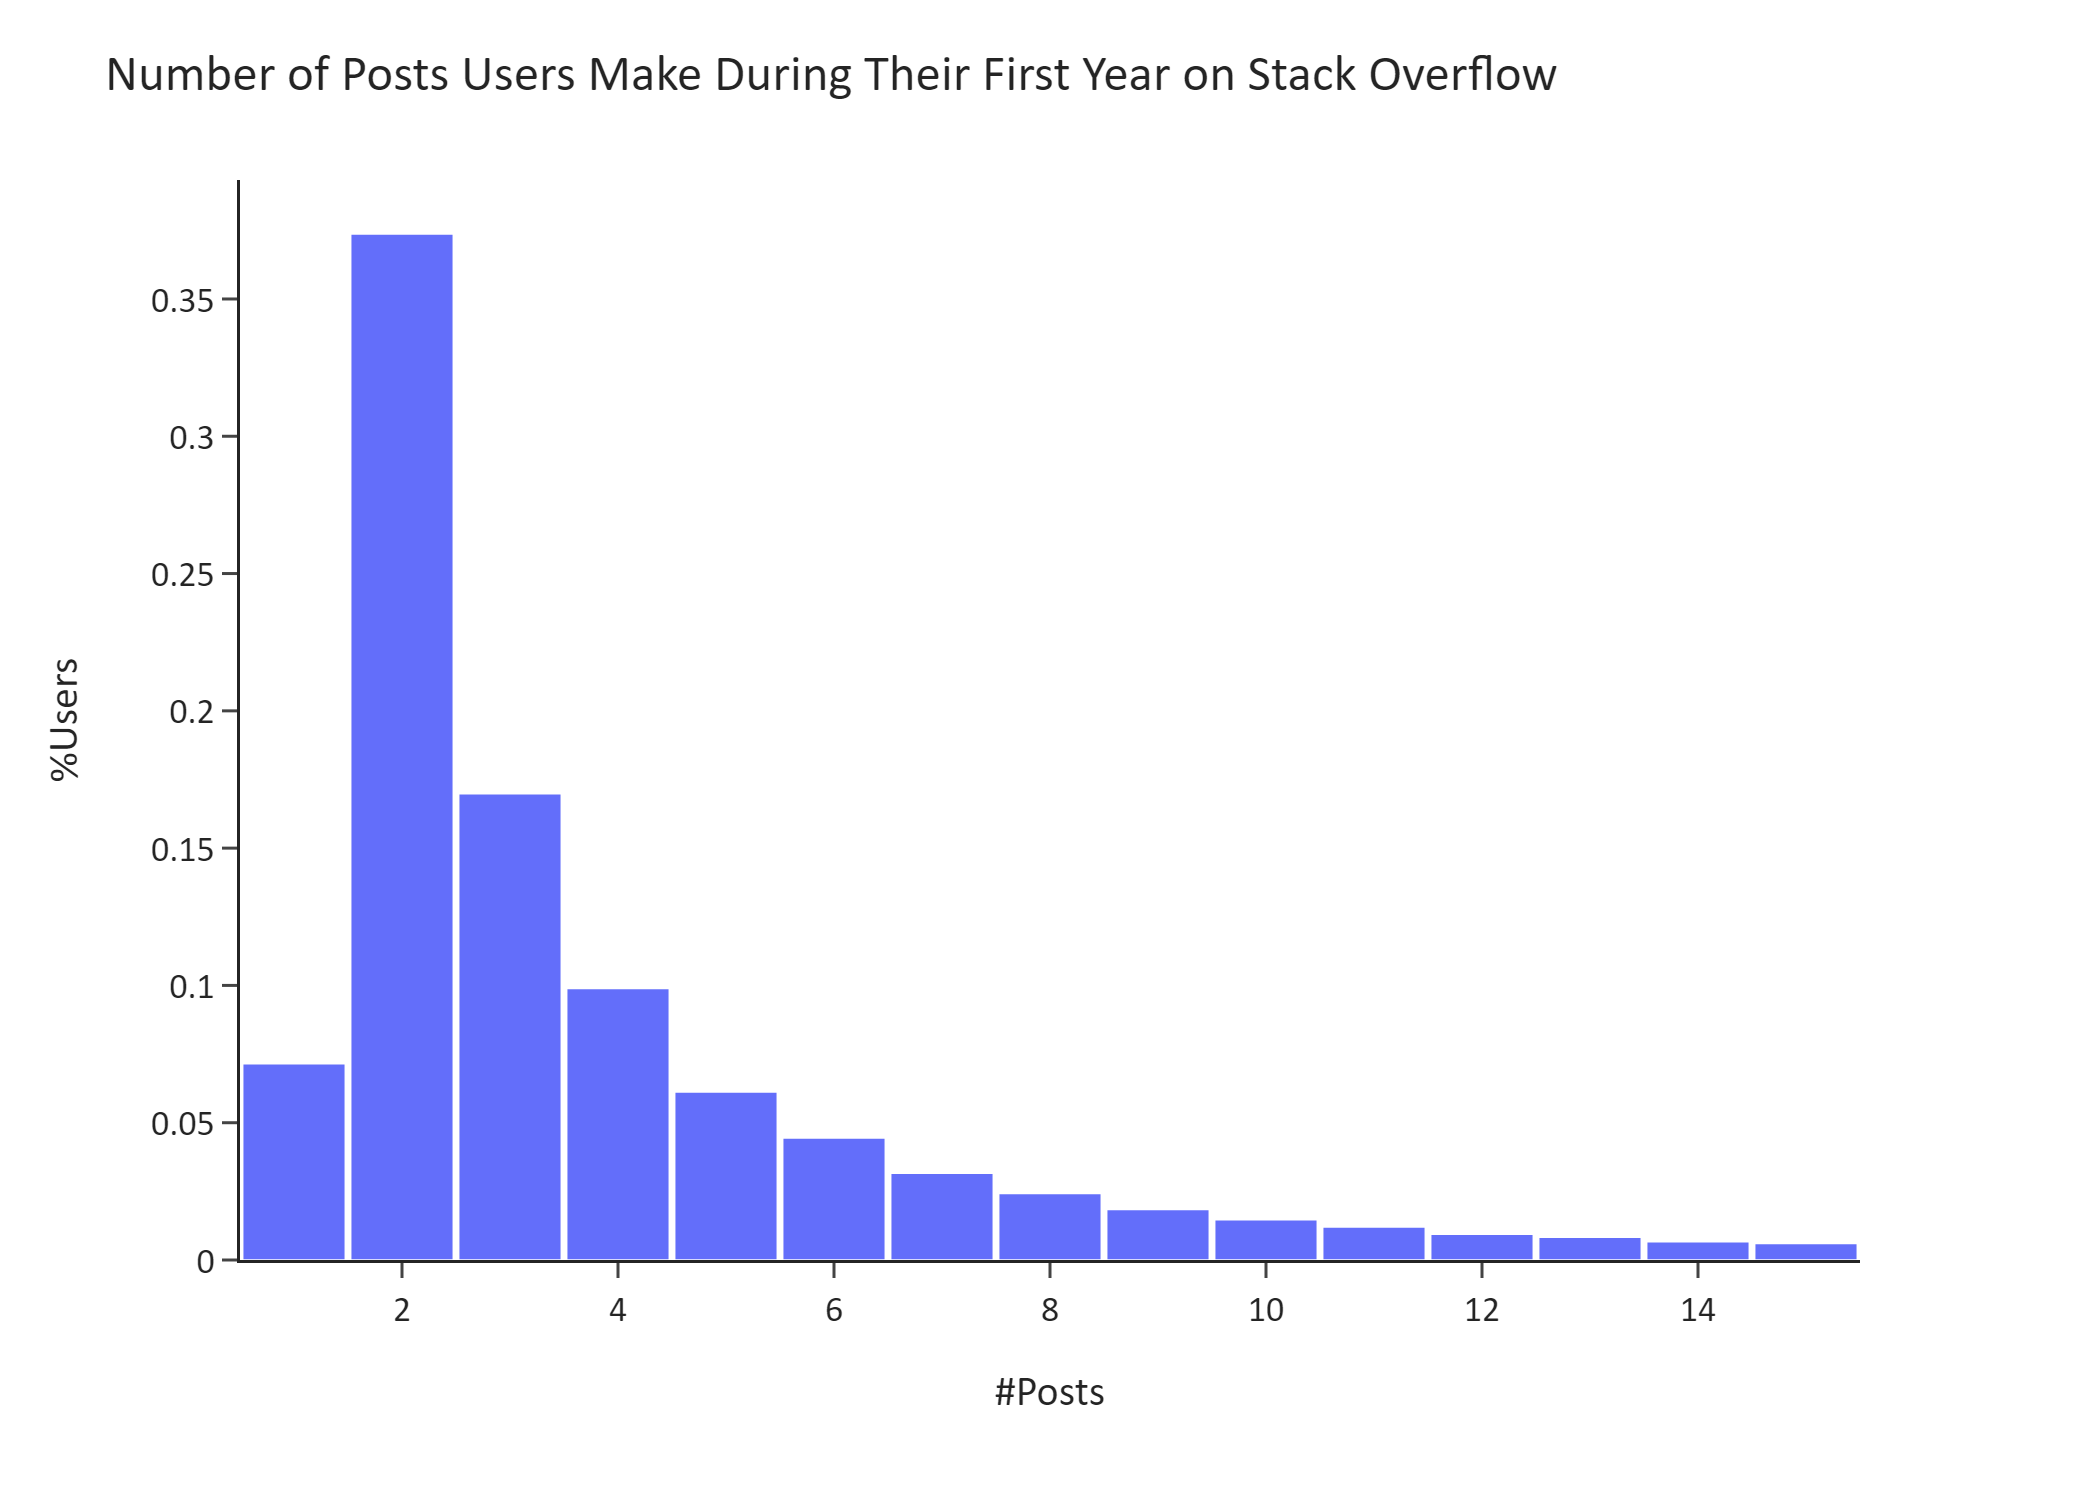 Number of Posts Users Make During Their First Year on Stack Overflow
0.35
0.3
0.25
0.2
0.15
0.1
0.05
0
%Users
2 4 6 8 10 12 14
#Posts